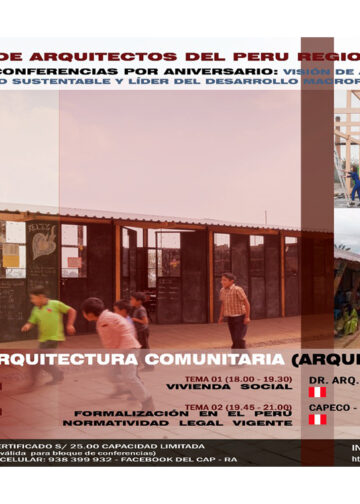 DE ARQUITECTOS DEL PERU REGIO
CONFERENCIAS POR ANIVERSARIO: VISIÓN DE
SUSTENTABLE Y LÍDER DEL DESARROLLO MACROR
RQUITECTURA COMUNITARIA (ARQU
TEMA 01 (18.00 - 19.30)
VIVIENDA SOCIAL
DR. ARQ.
TEMA 02 (19.45 - 21.00)
FORMALIZACIÓN EN EL PERÚ
NORMATIVIDAD LEGAL VIGENTE
CAPECO -
ERTIFICADO S/ 25.00 CAPACIDAD LIMITADA
válida para bloque de conferencias)
CELULAR: 938 399 932 - FACEBOOK DEL CAP - RA
IN
ht